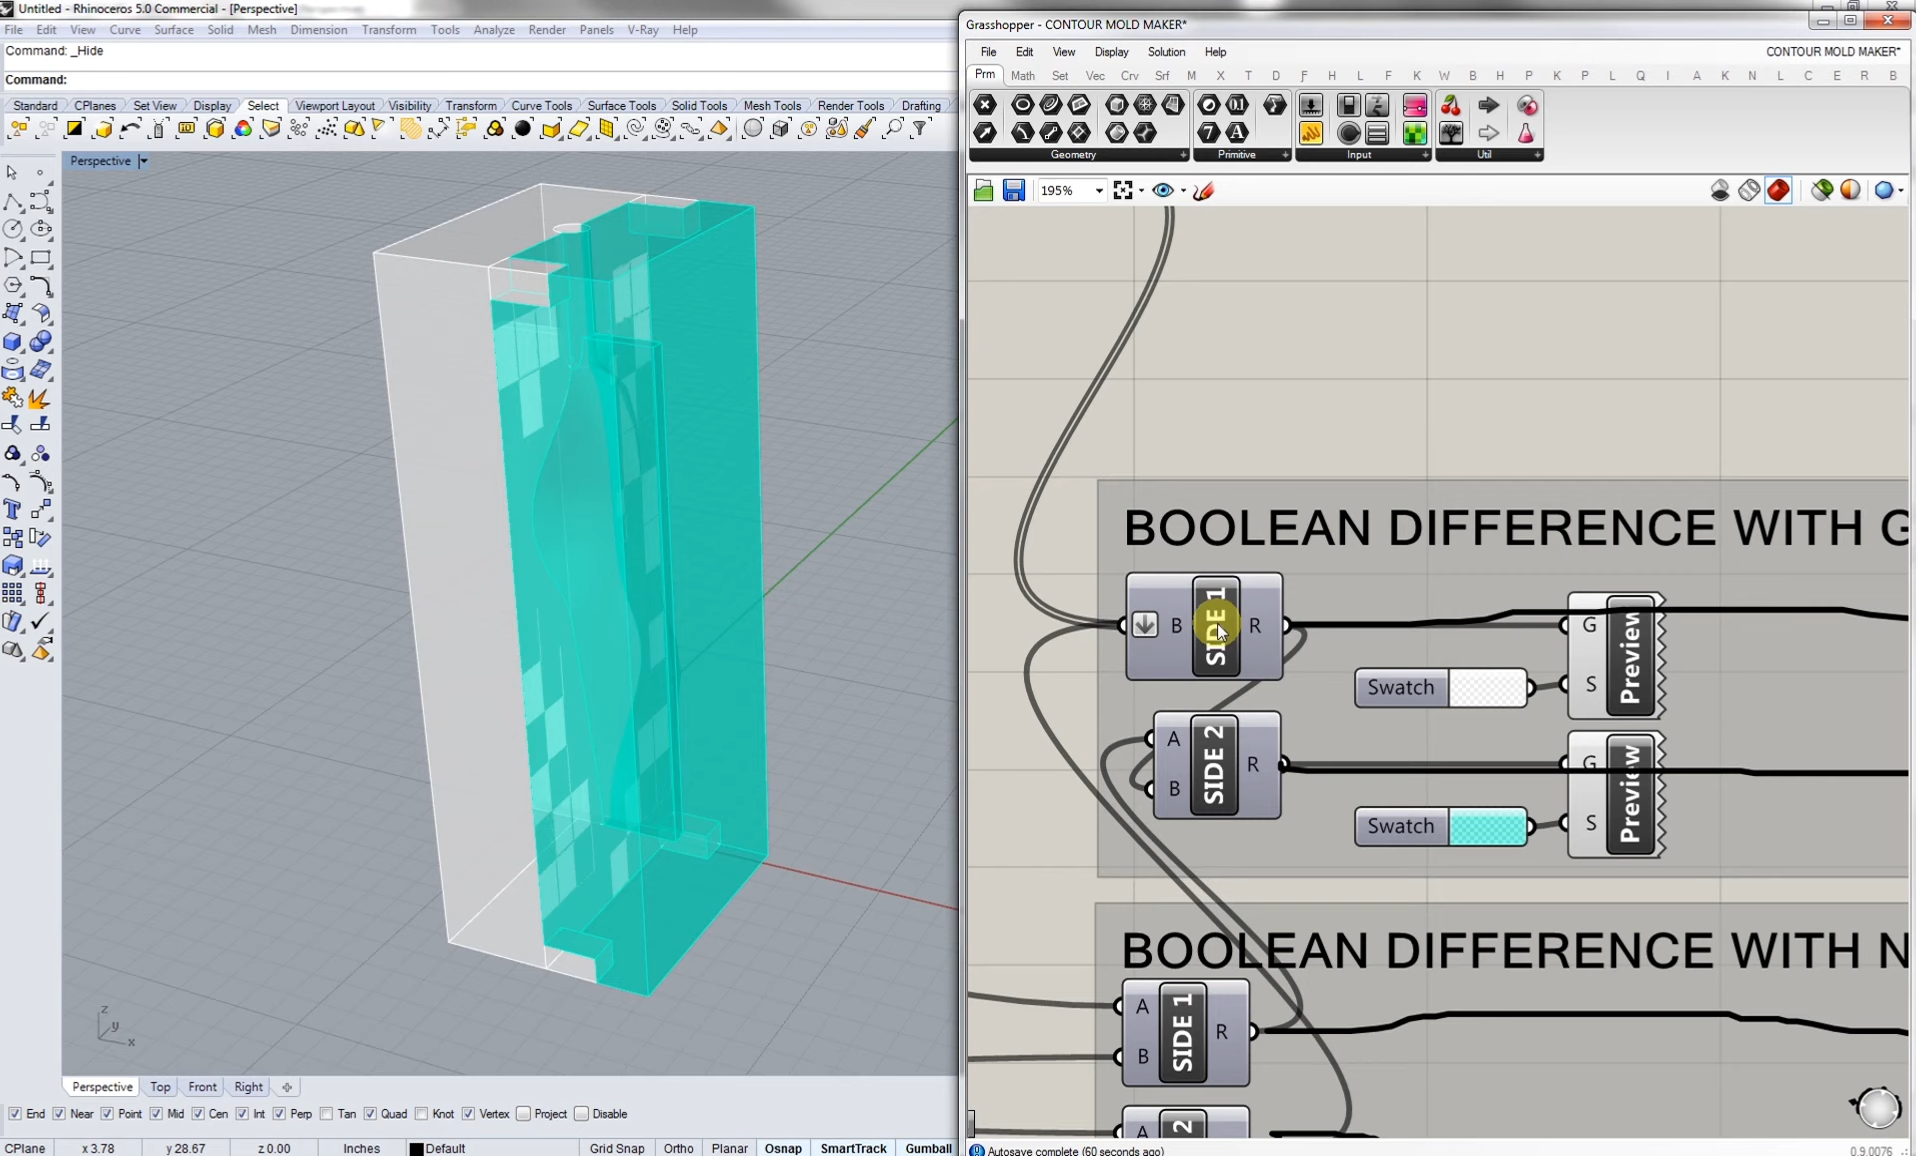 Untitled - Rhinoceros 5.0 Commercial - [Perspective]
File Edit View Curve Surface Solid Mesh Dimension Transform Tools Analyze Render Panels V-Ray Help
Command: _Hide
Command:
Standard CPlanes Set View Display Select Viewport Layout Visibility Transform Curve Tools Surface Tools Solid Tools Mesh Tools Render Tools Drafting
Perspective
z
y
x
Perspective Top Front Right
End Near Point Mid Cen Int Perp Tan Quad Knot Vertex Project Disable
CPlane x 3.78 y 28.67 z 0.00 Inches Default Grid Snap Ortho Planar Osnap SmartTrack Gumball
Grasshopper - CONTOUR MOLD MAKER*
File Edit View Display Solution Help CONTOUR MOLD MAKER*
Prm Math Set Vec Crv Srf M X T D F H L F K W B H P K P L Q I A K N L C E R B
Geometry Primitive Input Util
195%
BOOLEAN DIFFERENCE WITH G
B SIDE 1 R
G Preview S
Swatch
A B SIDE 2 R
G Preview S
Swatch
BOOLEAN DIFFERENCE WITH N
A B SIDE 1 R
A 2
Autosave complete (60 seconds ago) 0.9.0076